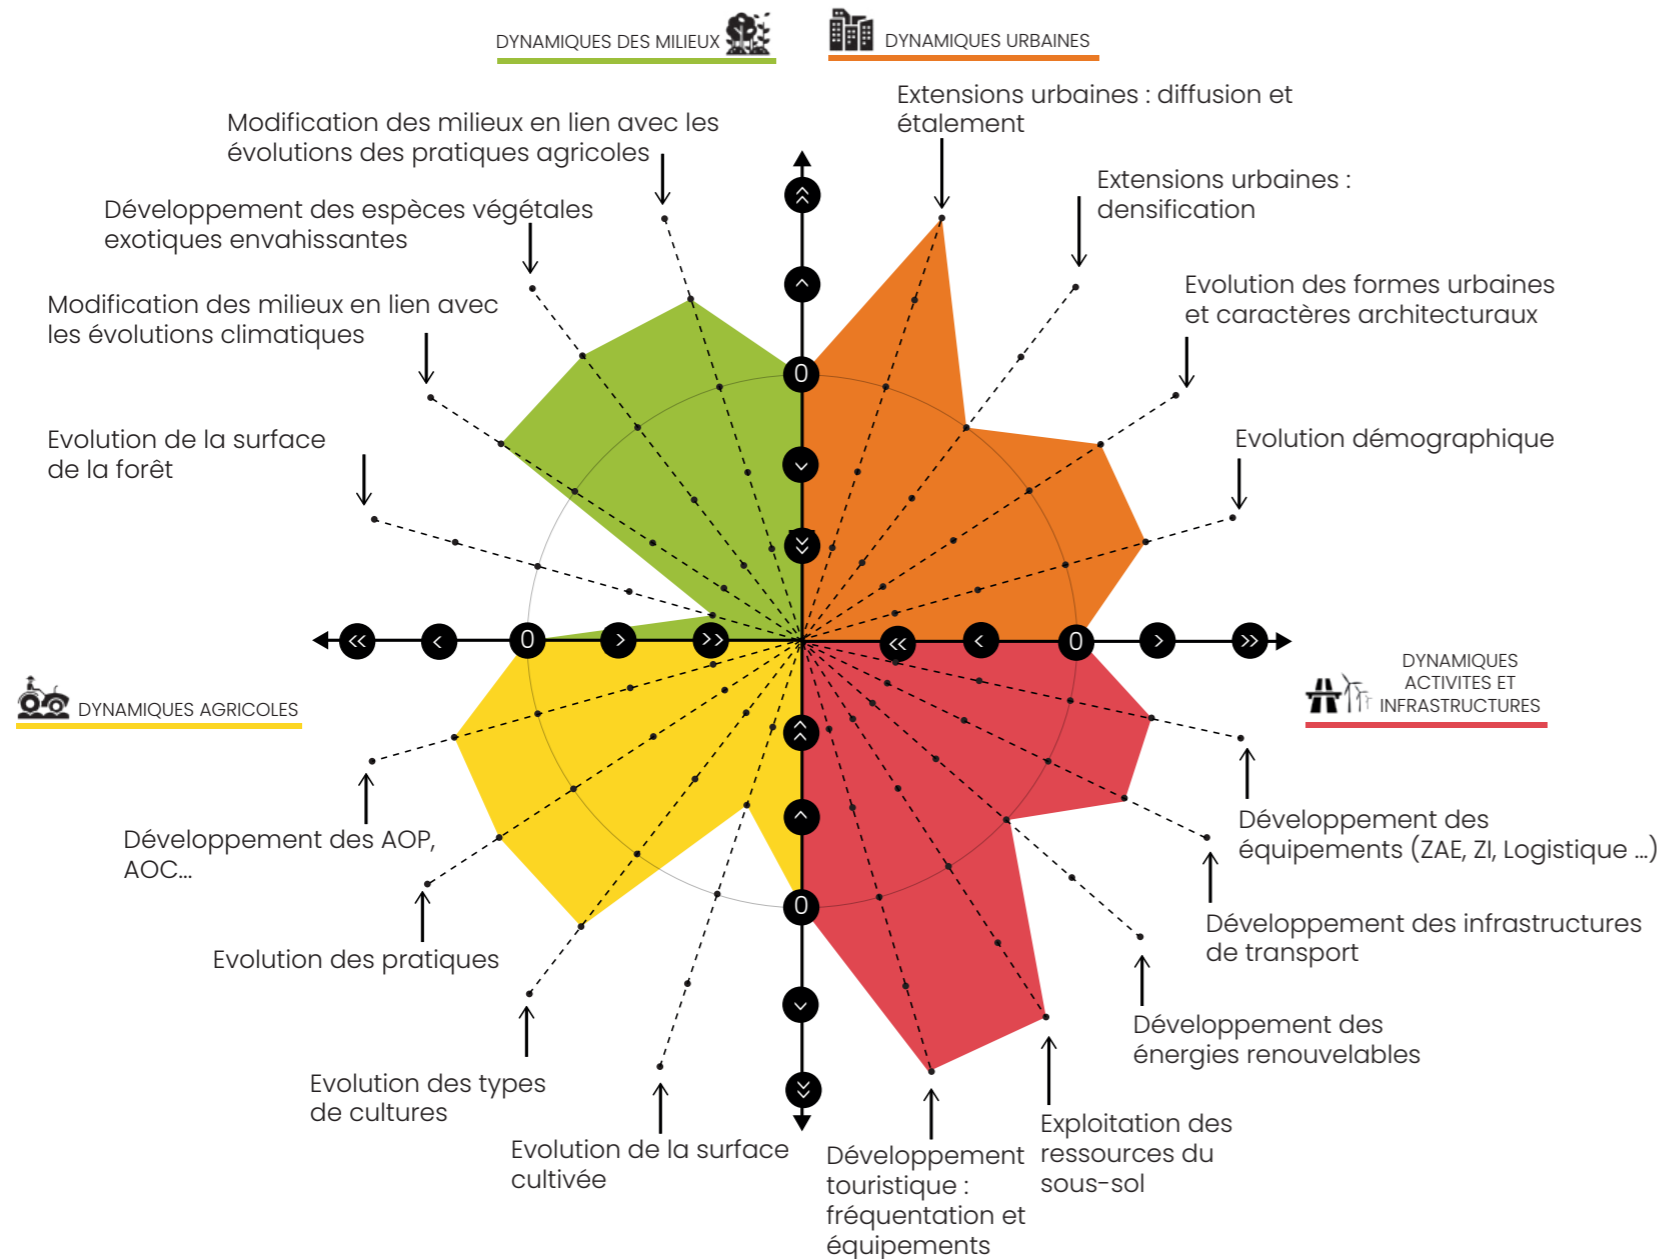 DYNAMIQUES DES MILIEUX
DYNAMIQUES URBAINES
Extensions urbaines : diffusion et
étalement
Modification des milieux en lien avec les
évolutions des pratiques agricoles
Extensions urbaines :
densification
Développement des espèces végétales
exotiques envahissantes
Evolution des formes urbaines
et caractères architecturaux
Modification des milieux en lien avec
les évolutions climatiques
Evolution démographique
Evolution de la surface
de la forêt
0
0
0
0
DYNAMIQUES
ACTIVITES ET
INFRASTRUCTURES
DYNAMIQUES AGRICOLES
Développement des
équipements (ZAE, ZI, Logistique ...)
Développement des AOP,
AOC...
Développement des infrastructures
de transport
Evolution des pratiques
Développement des
énergies renouvelables
Evolution des types
de cultures
Exploitation des
ressources du
sous-sol
Evolution de la surface
cultivée
Développement
touristique :
fréquentation et
équipements